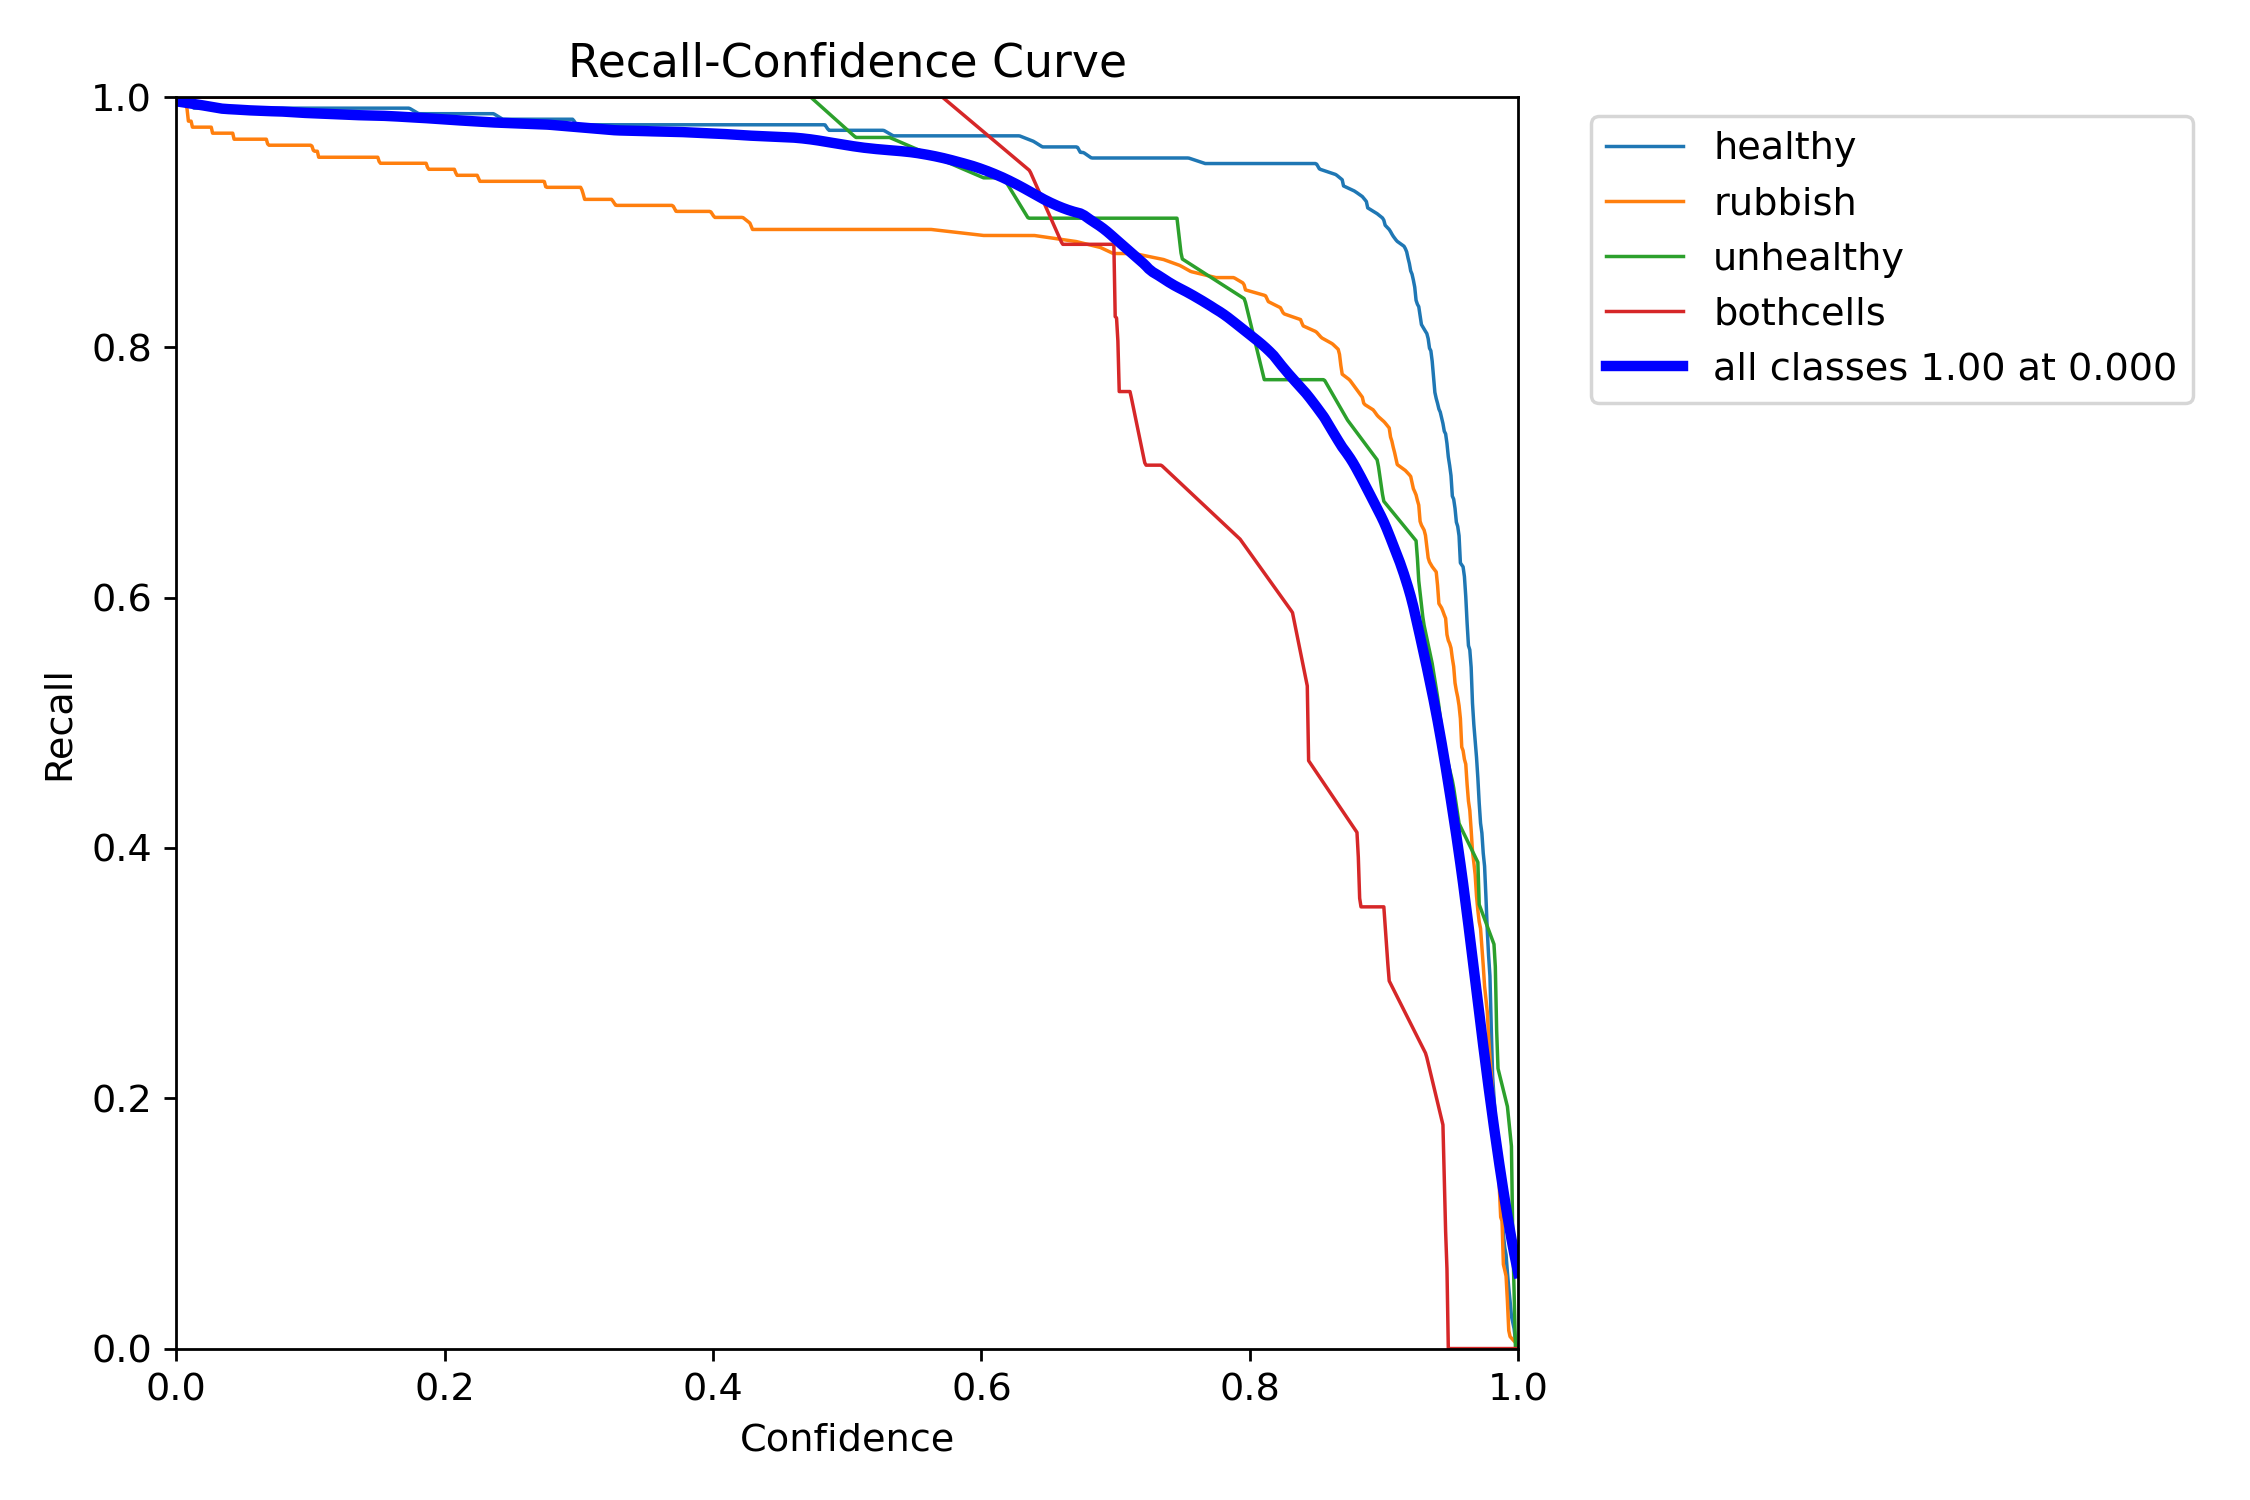 Recall-Confidence Curve
1.0
0.8
0.6
0.4
0.2
0.0
Recall
0.0 0.2 0.4 0.6 0.8 1.0
Confidence
healthy
rubbish
unhealthy
bothcells
all classes 1.00 at 0.000